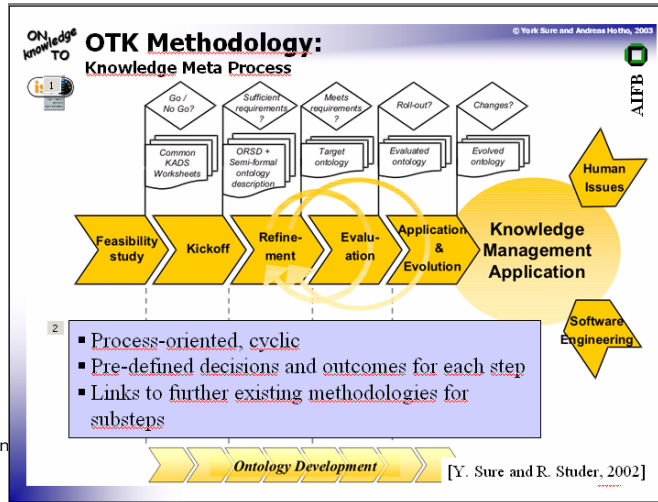 © York Sure and Andreas Hotho, 2003
ON
knowledge
TO
OTK Methodology:
Knowledge Meta Process
AIFB
1
Go /
No Go?
Sufficient
requirements
?
Meets
requirements
?
Roll-out?
Changes?
Common
KADS
Worksheets
ORSD +
Semi-formal
ontology
description
Target
ontology
Evaluated
ontology
Evolved
ontology
Human
Issues
Feasibility
study
Kickoff
Refine-
ment
Evalu-
ation
Application
&
Evolution
Knowledge
Management
Application
Software
Engineering
2
▪ Process-oriented, cyclic
▪ Pre-defined decisions and outcomes for each step
▪ Links to further existing methodologies for
substeps
n
Ontology Development
[Y. Sure and R. Studer, 2002]